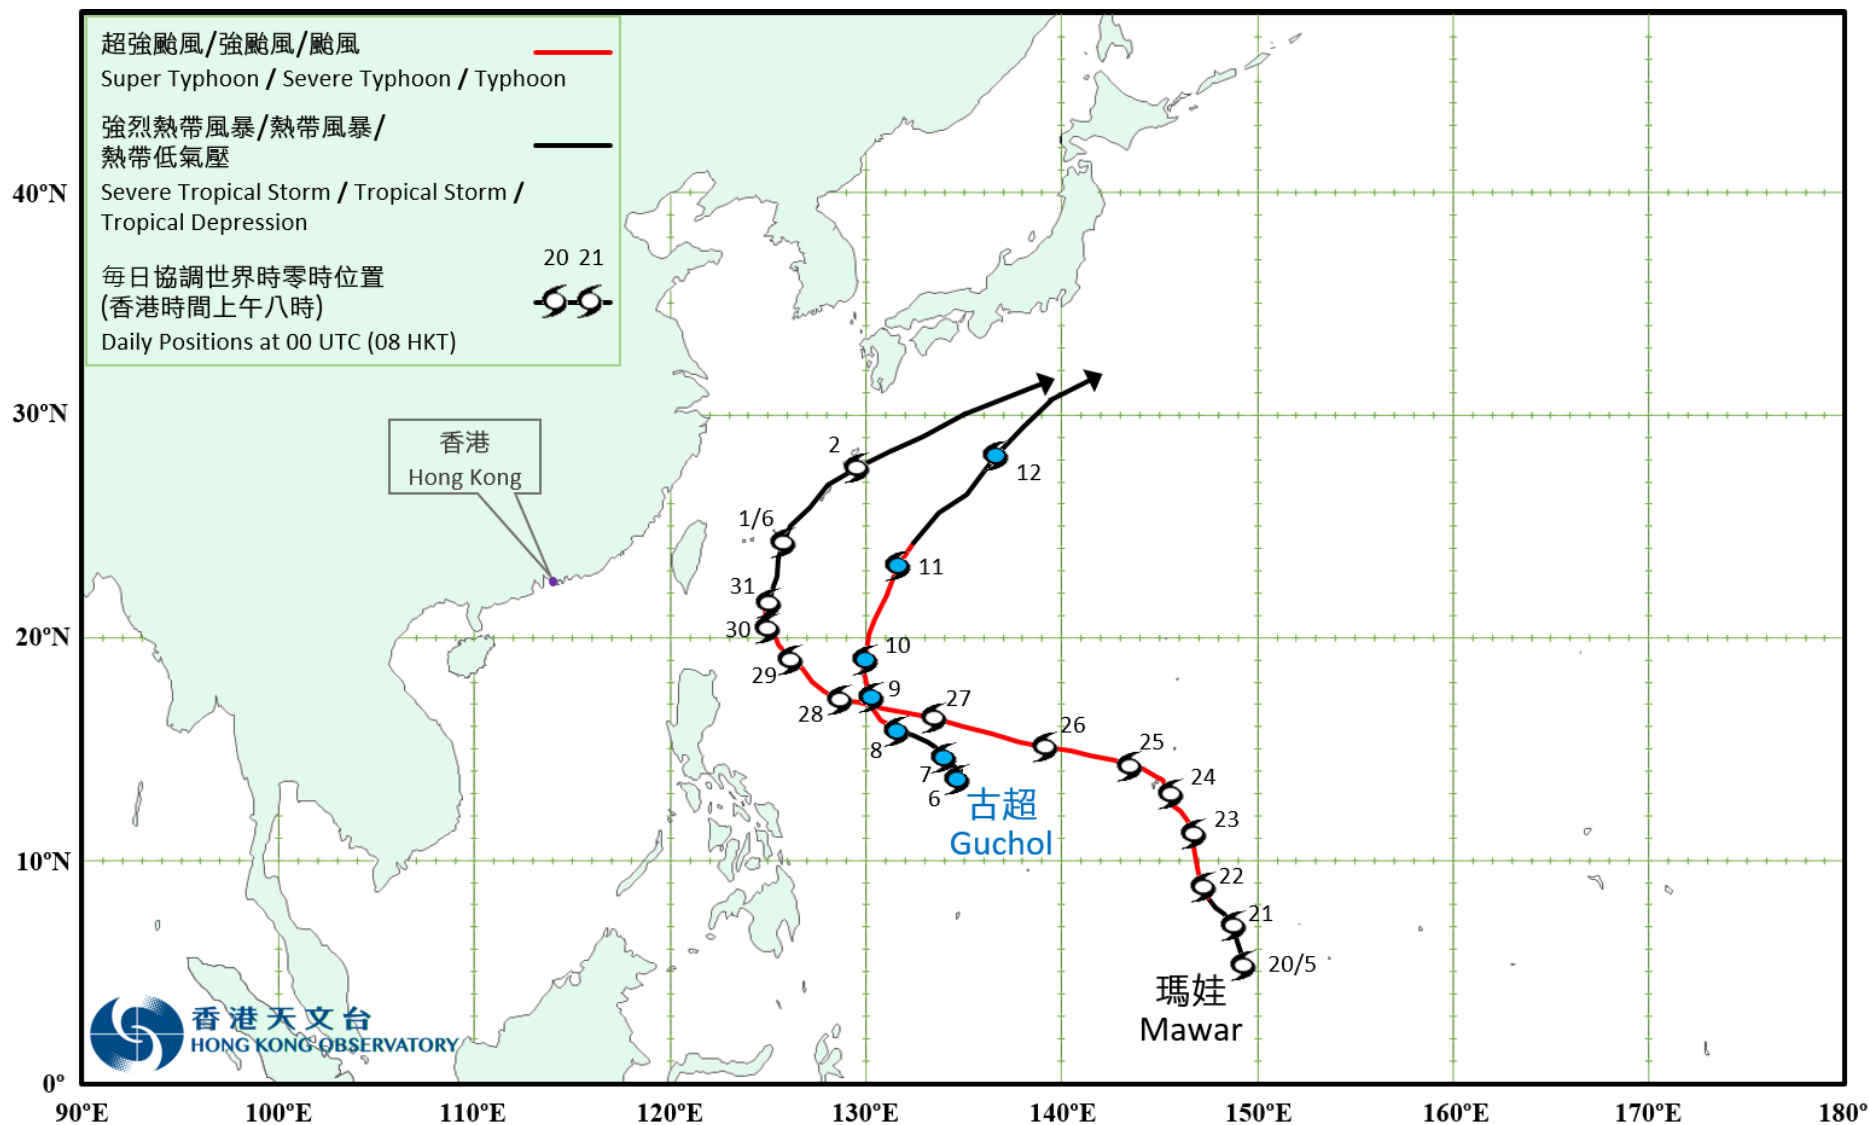 超強颱風/強颱風/颱風
Super Typhoon / Severe Typhoon / Typhoon
強烈熱帶風暴/熱帶風暴/
熱帶低氣壓
Severe Tropical Storm / Tropical Storm /
Tropical Depression
20 21
每日協調世界時零時位置
(香港時間上午八時)
Daily Positions at 00 UTC (08 HKT)
40°N
30°N
20°N
10°N
0°
香港
Hong Kong
2
12
1/6
11
31
30
10
29
9
27
28
26
8
25
7
24
6
古超
Guchol
23
22
21
20/5
瑪娃
Mawar
香港天文台
HONG KONG OBSERVATORY
90°E 100°E 110°E 120°E 130°E 140°E 150°E 160°E 170°E 180°